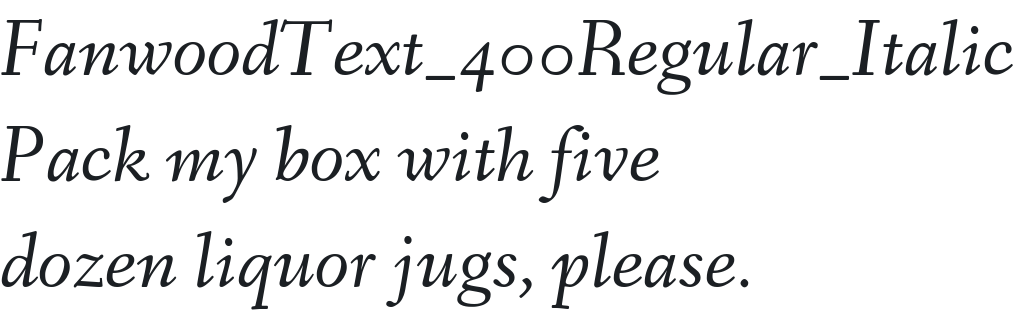 FanwoodText_400Regular_Italic
Pack my box with five
dozen liquor jugs, please.